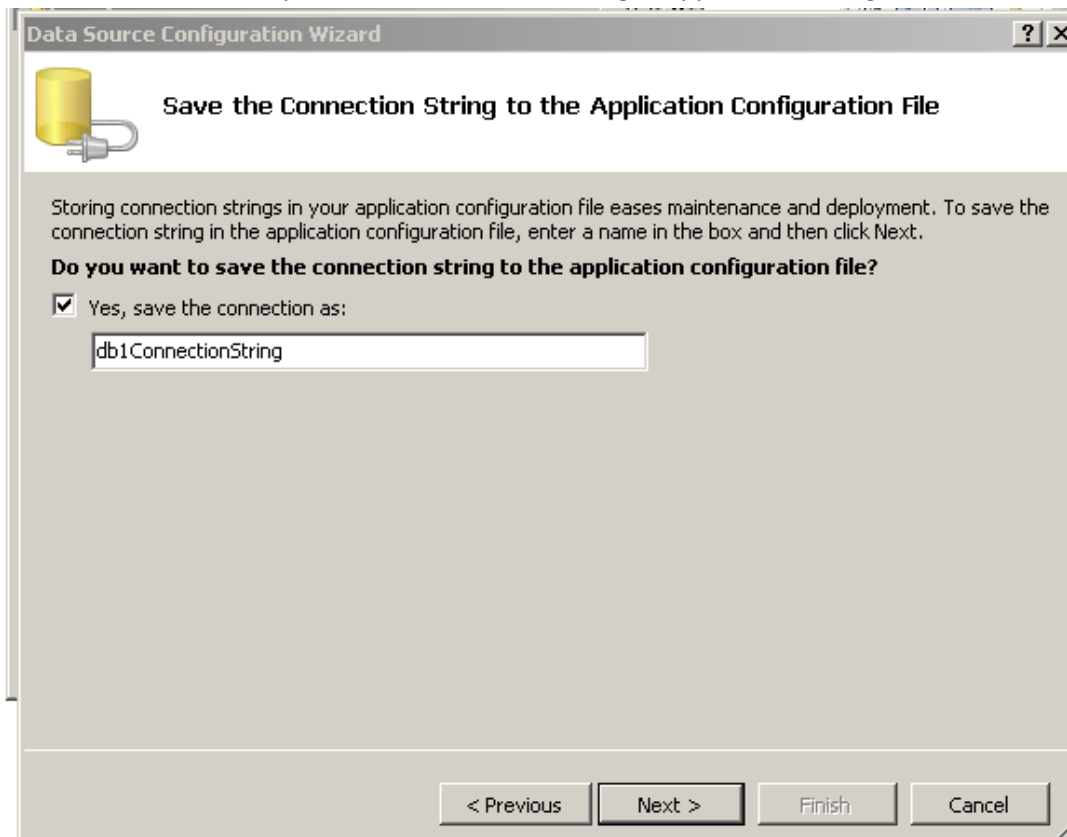 Data Source Configuration Wizard
Save the Connection String to the Application Configuration File
Storing connection strings in your application configuration file eases maintenance and deployment. To save the
connection string in the application configuration file, enter a name in the box and then click Next.
Do you want to save the connection string to the application configuration file?
Yes, save the connection as:
db1ConnectionString
< Previous
Next >
Finish
Cancel